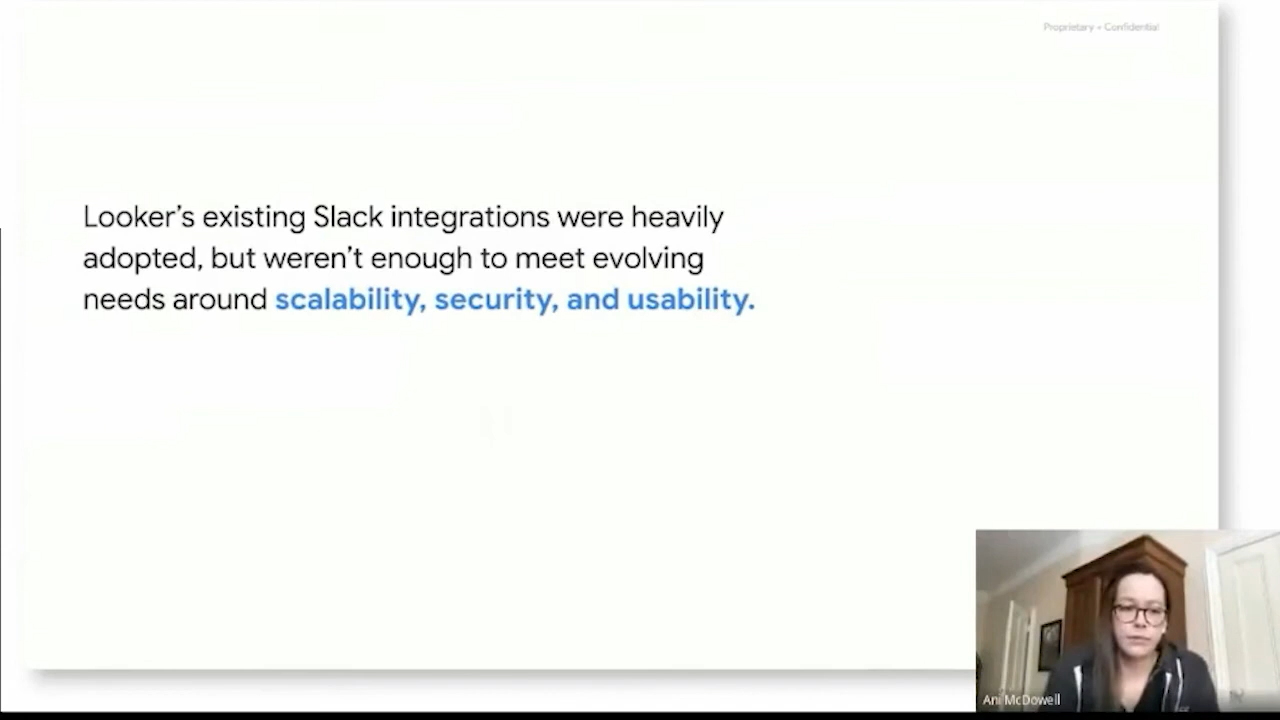 Proprietary + Confidential
Looker’s existing Slack integrations were heavily
adopted, but weren’t enough to meet evolving
needs around scalability, security, and usability.
Ani McDowell